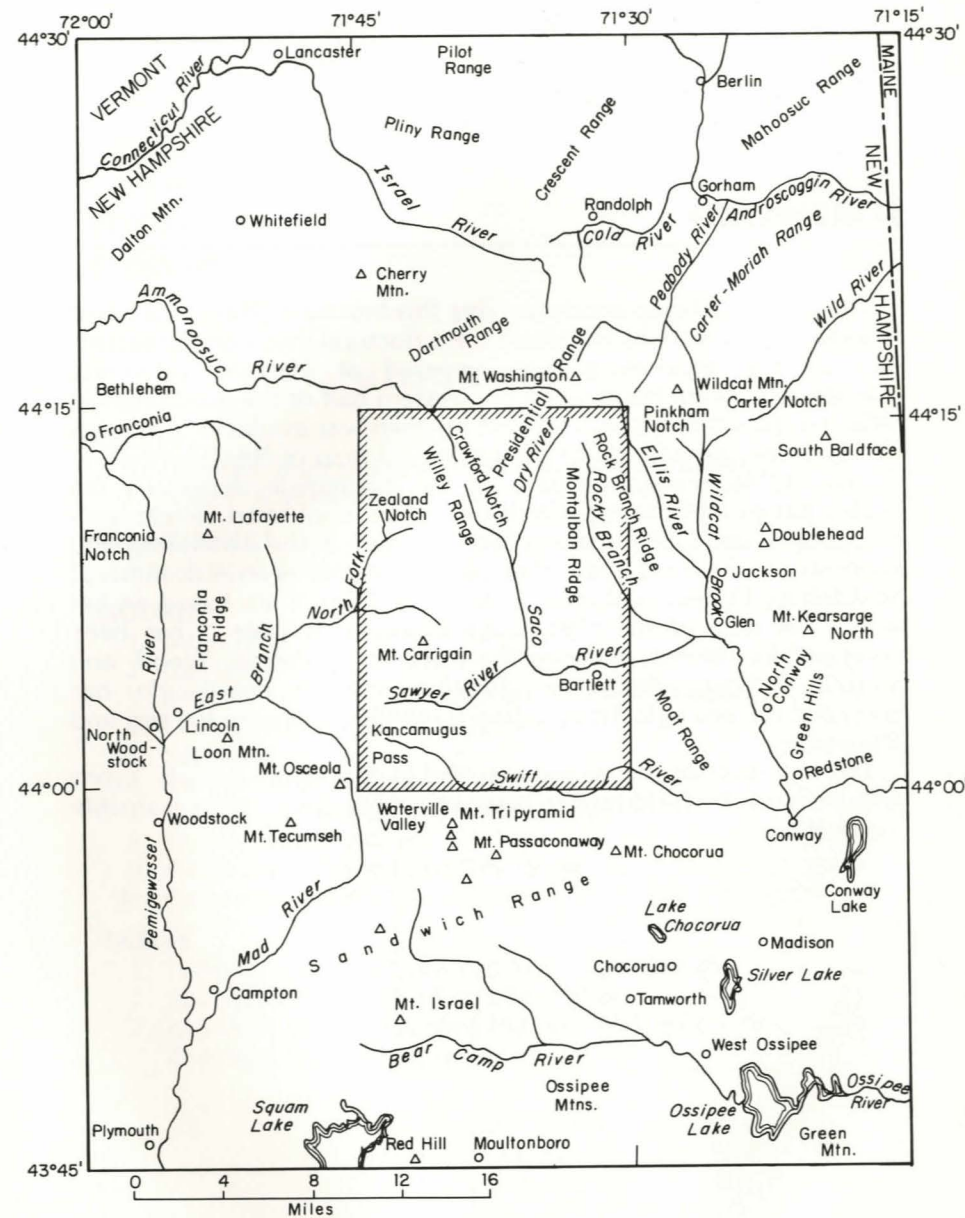 72°00'
71°45'
71°30'
71°15'
44°30'
44°30'
Lancaster
Pilot
Range
Berlin
VERMONT
Connecticut River
NEW HAMPSHIRE
Pliny Range
Crescent Range
Mahoosuc Range
MAINE
NEW HAMPSHIRE
Israel River
Dalton Mtn.
Whitefield
Randolph
Cold River
Gorham
Androscoggin River
Peabody River
Carter-Moriah Range
Wild River
Cherry
Mtn.
Ammonoosuc River
Dartmouth
Range
Bethlehem
Mt. Washington
Presidential Range
Wildcat Mtn.
Carter Notch
44°15'
44°15'
Franconia
Pinkham
Notch
South Baldface
Crawford Notch
Willey Range
Dry River
Rock Branch Ridge
Rocky Branch
Montalban Ridge
Ellis River
Wildcat Brook
Zealand
Notch
Mt. Lafayette
Franconia
Notch
Doublehead
Jackson
North Fork
Franconia
Ridge
East Branch
River
Glen
Mt. Kearsarge
North
Mt. Carrigain
Saco River
Sawyer River
Bartlett
North
Conway
Green Hills
Moat Range
Lincoln
North
Wood-
stock
Loon Mtn.
Kancamugus
Pass
Mt. Osceola
Swift River
Redstone
44°00'
44°00'
Waterville
Valley
Mt. Tripyramid
Woodstock
Mt. Tecumseh
Mt. Passaconaway
Mt. Chocorua
Conway
Conway
Lake
Pemigewasset
Mad River
Sandwich Range
Lake
Chocorua
Madison
Chocorua
Silver Lake
Campton
Tamworth
Mt. Israel
Bear Camp River
West Ossipee
Ossipee
Mtns.
Ossipee
Lake
Ossipee
River
Squam
Lake
Green
Mtn.
Plymouth
Red Hill
Moultonboro
43°45'
0 4 8 12 16
Miles